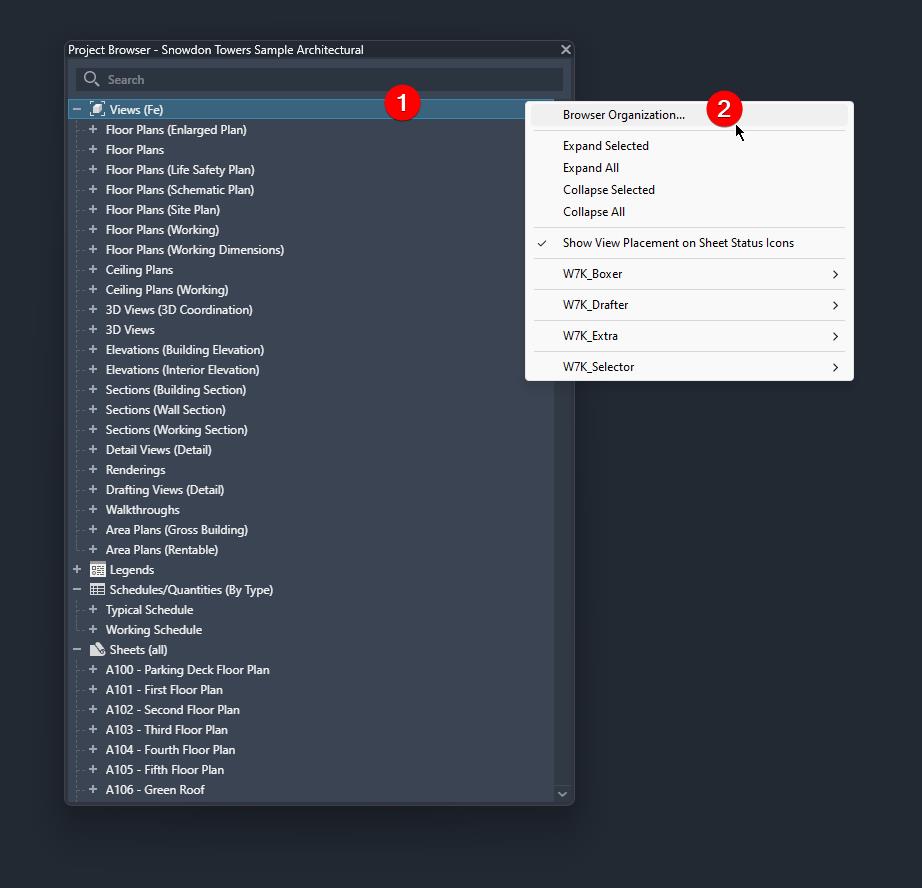 Project Browser - Snowdon Towers Sample Architectural
Search
Views (Fe)
1
Floor Plans (Enlarged Plan)
Floor Plans
Floor Plans (Life Safety Plan)
Floor Plans (Schematic Plan)
Floor Plans (Site Plan)
Floor Plans (Working)
Floor Plans (Working Dimensions)
Ceiling Plans
Ceiling Plans (Working)
3D Views (3D Coordination)
3D Views
Elevations (Building Elevation)
Elevations (Interior Elevation)
Sections (Building Section)
Sections (Wall Section)
Sections (Working Section)
Detail Views (Detail)
Renderings
Drafting Views (Detail)
Walkthroughs
Area Plans (Gross Building)
Area Plans (Rentable)
Legends
Schedules/Quantities (By Type)
Typical Schedule
Working Schedule
Sheets (all)
A100 - Parking Deck Floor Plan
A101 - First Floor Plan
A102 - Second Floor Plan
A103 - Third Floor Plan
A104 - Fourth Floor Plan
A105 - Fifth Floor Plan
A106 - Green Roof
Browser Organization...
2
Expand Selected
Expand All
Collapse Selected
Collapse All
Show View Placement on Sheet Status Icons
W7K_Boxer
W7K_Drafter
W7K_Extra
W7K_Selector